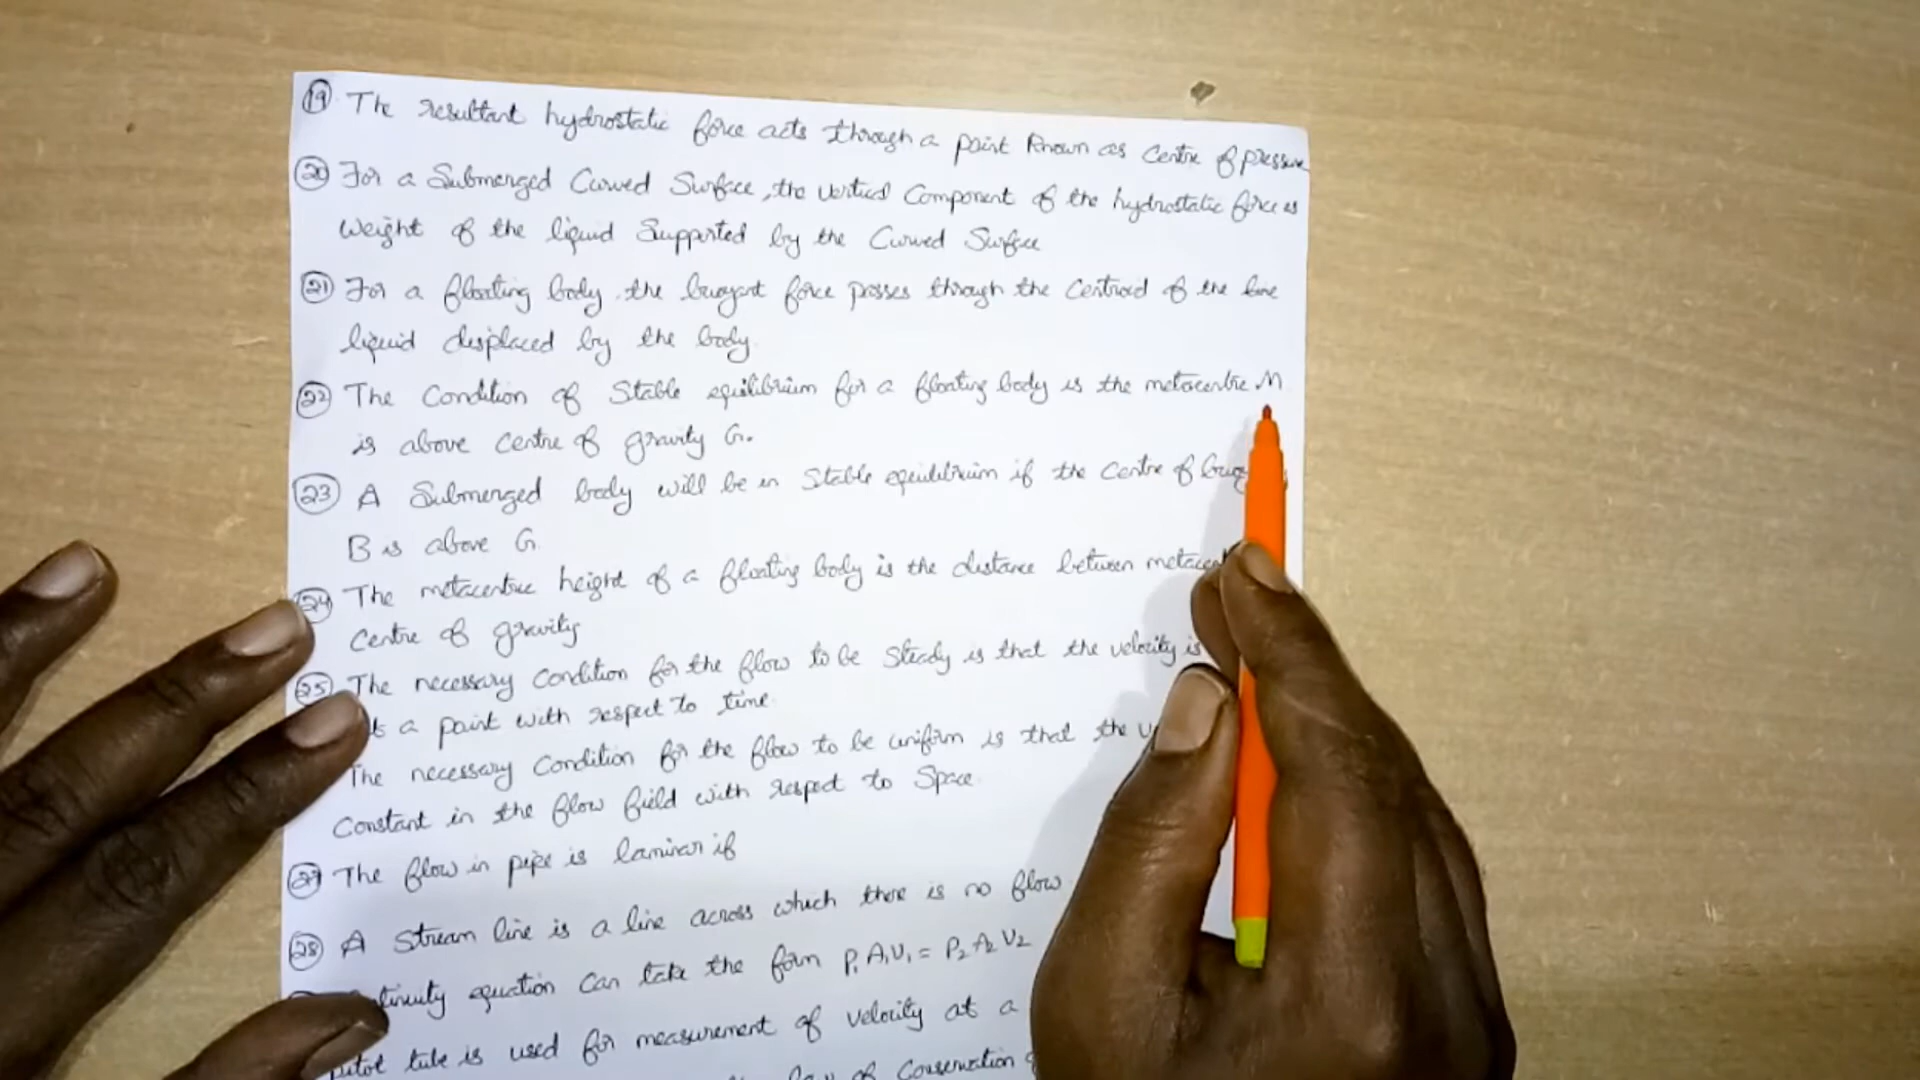 19 The resultant hydrostatic force acts through a point known as centre of pressure
20 For a Submerged Curved Surface, the vertical Component of the hydrostatic force is
Weight of the liquid Supported by the Curved Surface
21 For a floating body the buoyant force passes through the Centroid of the
liquid displaced by the body.
22 The Condition of Stable equilibrium for a floating body is the metacentre M
is above centre of gravity G.
23 A Submerged body will be in Stable equilibrium if the Centre of
B is above G
24 The metacentric height of a floating body is the distance between
Centre of gravity
25 The necessary Condition for the flow to be Steady is that the velocity is
a point with respect to time.
The necessary Condition for the flow to be uniform is that the
Constant in the flow field with respect to Space
27 The flow in pipe is laminar if
28 A Stream line is a line across which there is no flow
equation Can take the form P1 A1 V1 = P2 A2 V2
tube is used for measurement of velocity at a
of Conservation